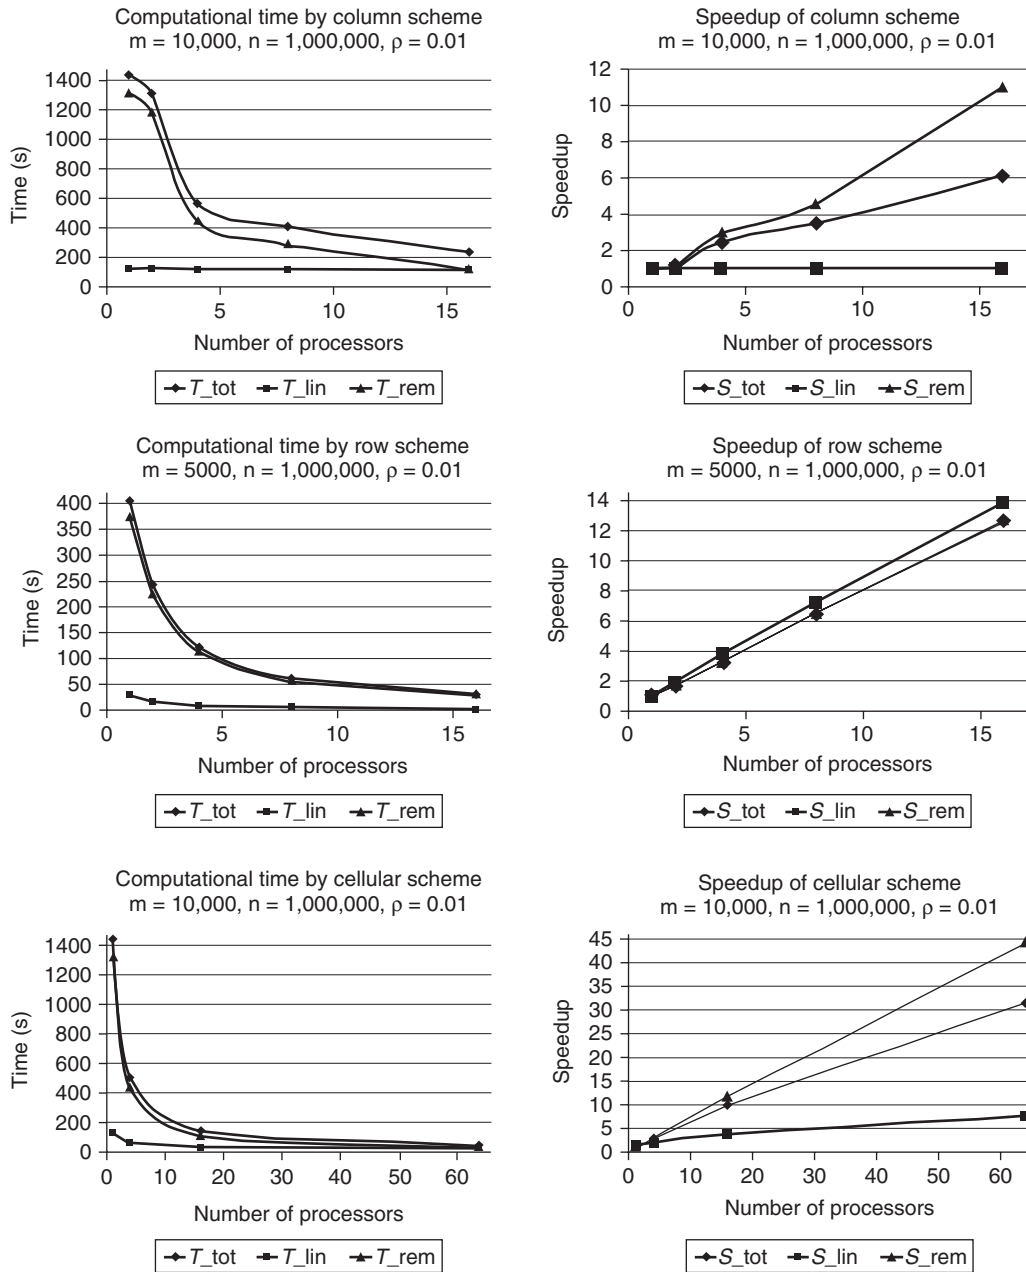 Computational time by column scheme
m = 10,000, n = 1,000,000, ρ = 0.01
1400
1200
1000
800
600
400
200
0
Time (s)
0 5 10 15
Number of processors
T_tot T_lin T_rem
Speedup of column scheme
m = 10,000, n = 1,000,000, ρ = 0.01
12
10
8
6
4
2
0
Speedup
0 5 10 15
Number of processors
S_tot S_lin S_rem
Computational time by row scheme
m = 5000, n = 1,000,000, ρ = 0.01
400
350
300
250
200
150
100
50
0
Time (s)
0 5 10 15
Number of processors
T_tot T_lin T_rem
Speedup of row scheme
m = 5000, n = 1,000,000, ρ = 0.01
14
12
10
8
6
4
2
0
Speedup
0 5 10 15
Number of processors
S_tot S_lin S_rem
Computational time by cellular scheme
m = 10,000, n = 1,000,000, ρ = 0.01
1400
1200
1000
800
600
400
200
0
Time (s)
0 10 20 30 40 50 60
Number of processors
T_tot T_lin T_rem
Speedup of cellular scheme
m = 10,000, n = 1,000,000, ρ = 0.01
45
40
35
30
25
20
15
10
5
0
Speedup
0 10 20 30 40 50 60
Number of processors
S_tot S_lin S_rem